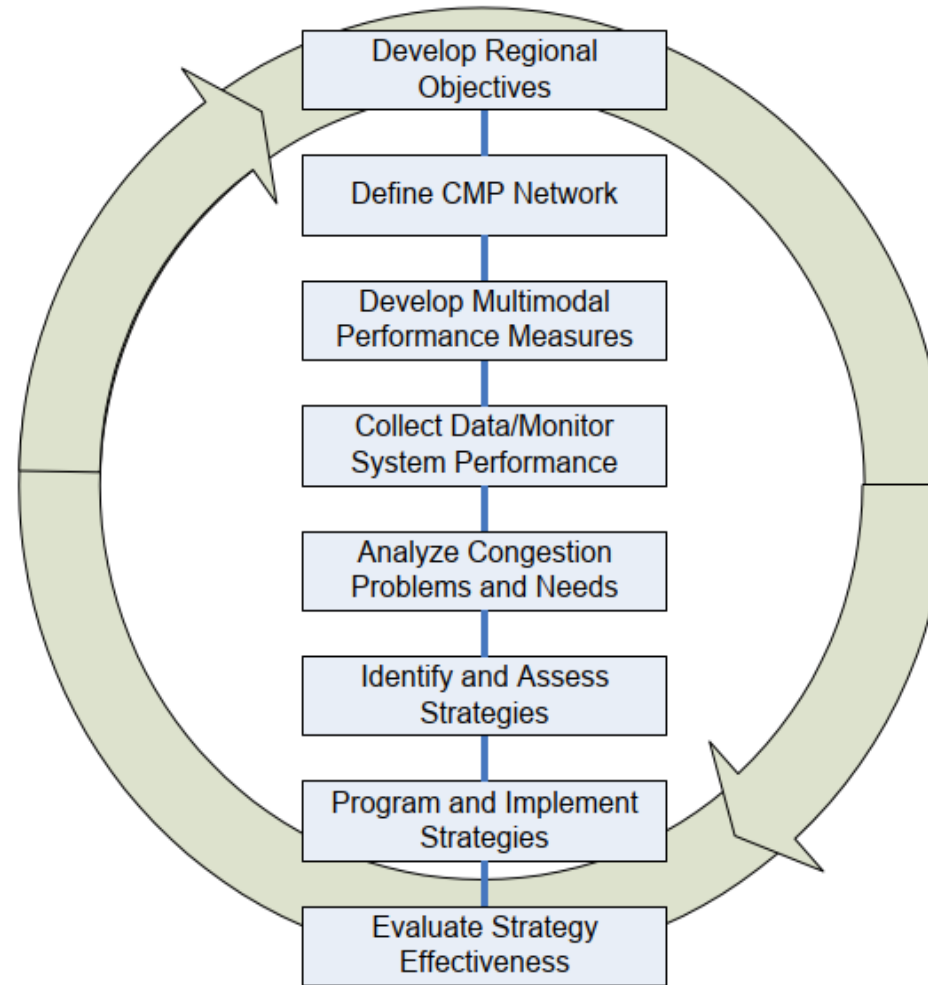 Develop Regional
Objectives
Define CMP Network
Develop Multimodal
Performance Measures
Collect Data/Monitor
System Performance
Analyze Congestion
Problems and Needs
Identify and Assess
Strategies
Program and Implement
Strategies
Evaluate Strategy
Effectiveness